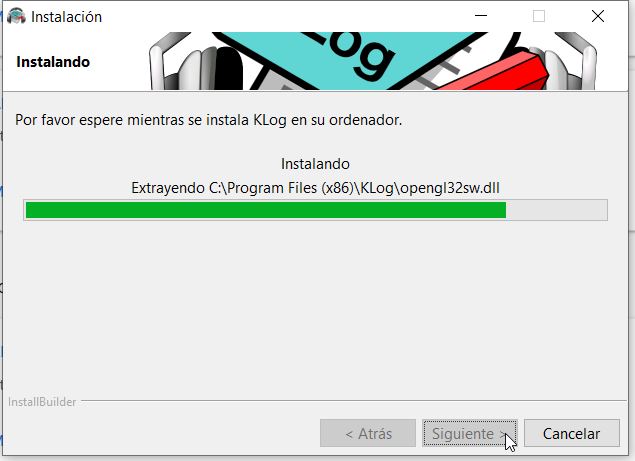 Instalación
Log
Instalando
Por favor espere mientras se instala KLog en su ordenador.
Instalando
Extrayendo C:\Program Files (x86)\KLog\opengl32sw.dll
InstallBuilder
< Atrás
Siguiente >
Cancelar